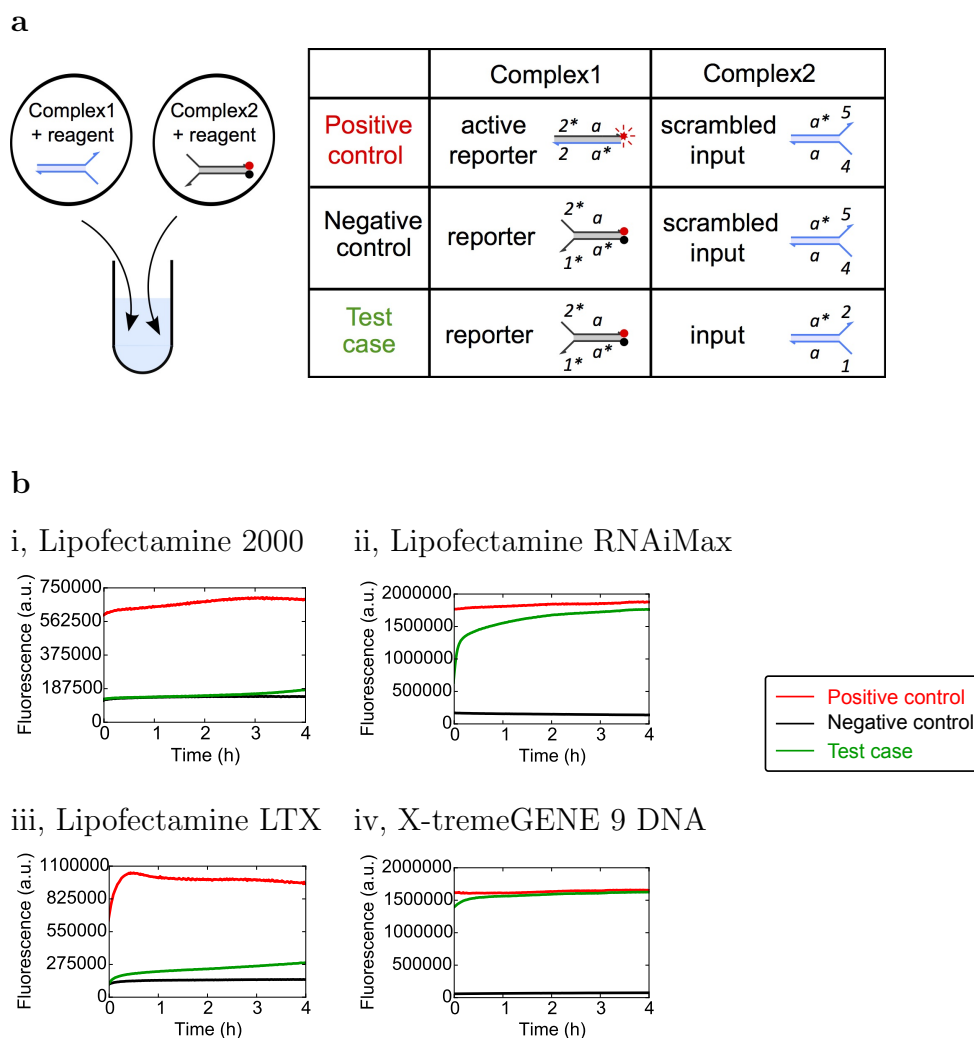 a
Complex1
+ reagent
Complex2
+ reagent
Complex1 Complex2
Positive
control
active
reporter
2* a
2 a*
scrambled
input
a* 5
a
4
Negative
control
reporter
2*
a
a*
1*
scrambled
input
a* 5
a
4
Test
case
reporter
2*
a
a*
1*
input
a* 2
a
1
b
i, Lipofectamine 2000
Fluorescence (a.u.)
750000
562500
375000
187500
0
0 1 2 3 4
Time (h)
ii, Lipofectamine RNAiMax
Fluorescence (a.u.)
2000000
1500000
1000000
500000
0
0 1 2 3 4
Time (h)
Positive control
Negative control
Test case
iii, Lipofectamine LTX
Fluorescence (a.u.)
1100000
825000
550000
275000
0
0 1 2 3 4
Time (h)
iv, X-tremeGENE 9 DNA
Fluorescence (a.u.)
2000000
1500000
1000000
500000
0
0 1 2 3 4
Time (h)